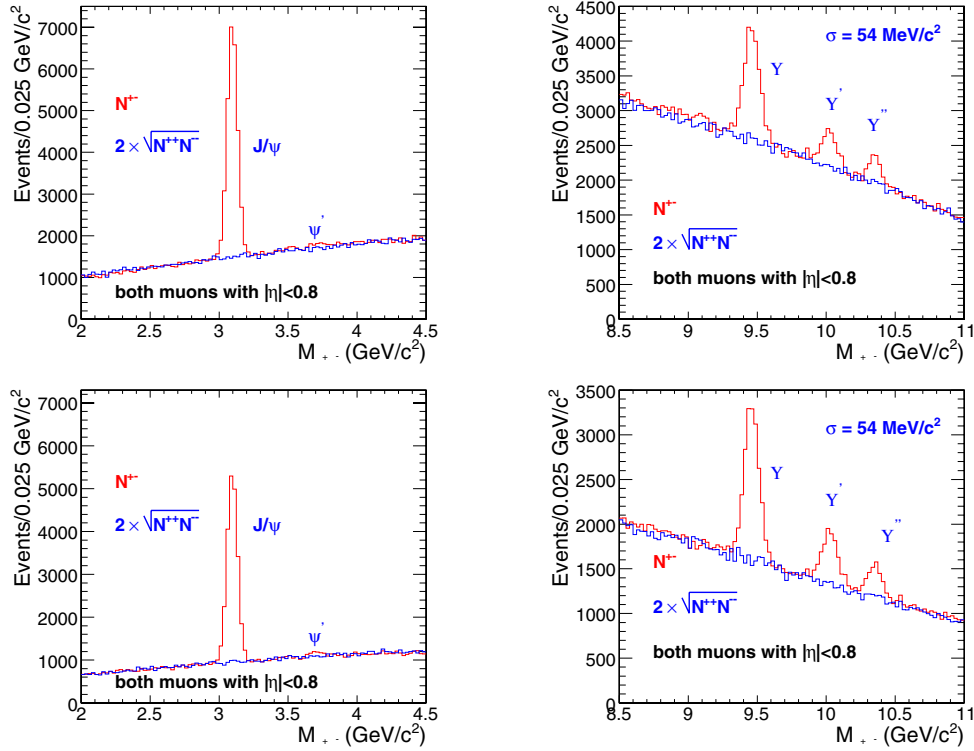 Events/0.025 GeV/c²
7000
6000
5000
4000
3000
2000
1000
0
N⁺⁻
2 × √N⁺⁺N⁻⁻
J/ψ
ψ'
both muons with |η|<0.8
2 2.5 3 3.5 4 4.5
M₊ ₋ (GeV/c²)
Events/0.025 GeV/c²
4500
4000
3500
3000
2500
2000
1500
1000
500
0
σ = 54 MeV/c²
Υ
Υ'
Υ''
N⁺⁻
2 × √N⁺⁺N⁻⁻
both muons with |η|<0.8
8.5 9 9.5 10 10.5 11
M₊ ₋ (GeV/c²)
Events/0.025 GeV/c²
7000
6000
5000
4000
3000
2000
1000
0
N⁺⁻
2 × √N⁺⁺N⁻⁻
J/ψ
ψ'
both muons with |η|<0.8
2 2.5 3 3.5 4 4.5
M₊ ₋ (GeV/c²)
Events/0.025 GeV/c²
3500
3000
2500
2000
1500
1000
500
0
σ = 54 MeV/c²
Υ
Υ'
Υ''
N⁺⁻
2 × √N⁺⁺N⁻⁻
both muons with |η|<0.8
8.5 9 9.5 10 10.5 11
M₊ ₋ (GeV/c²)